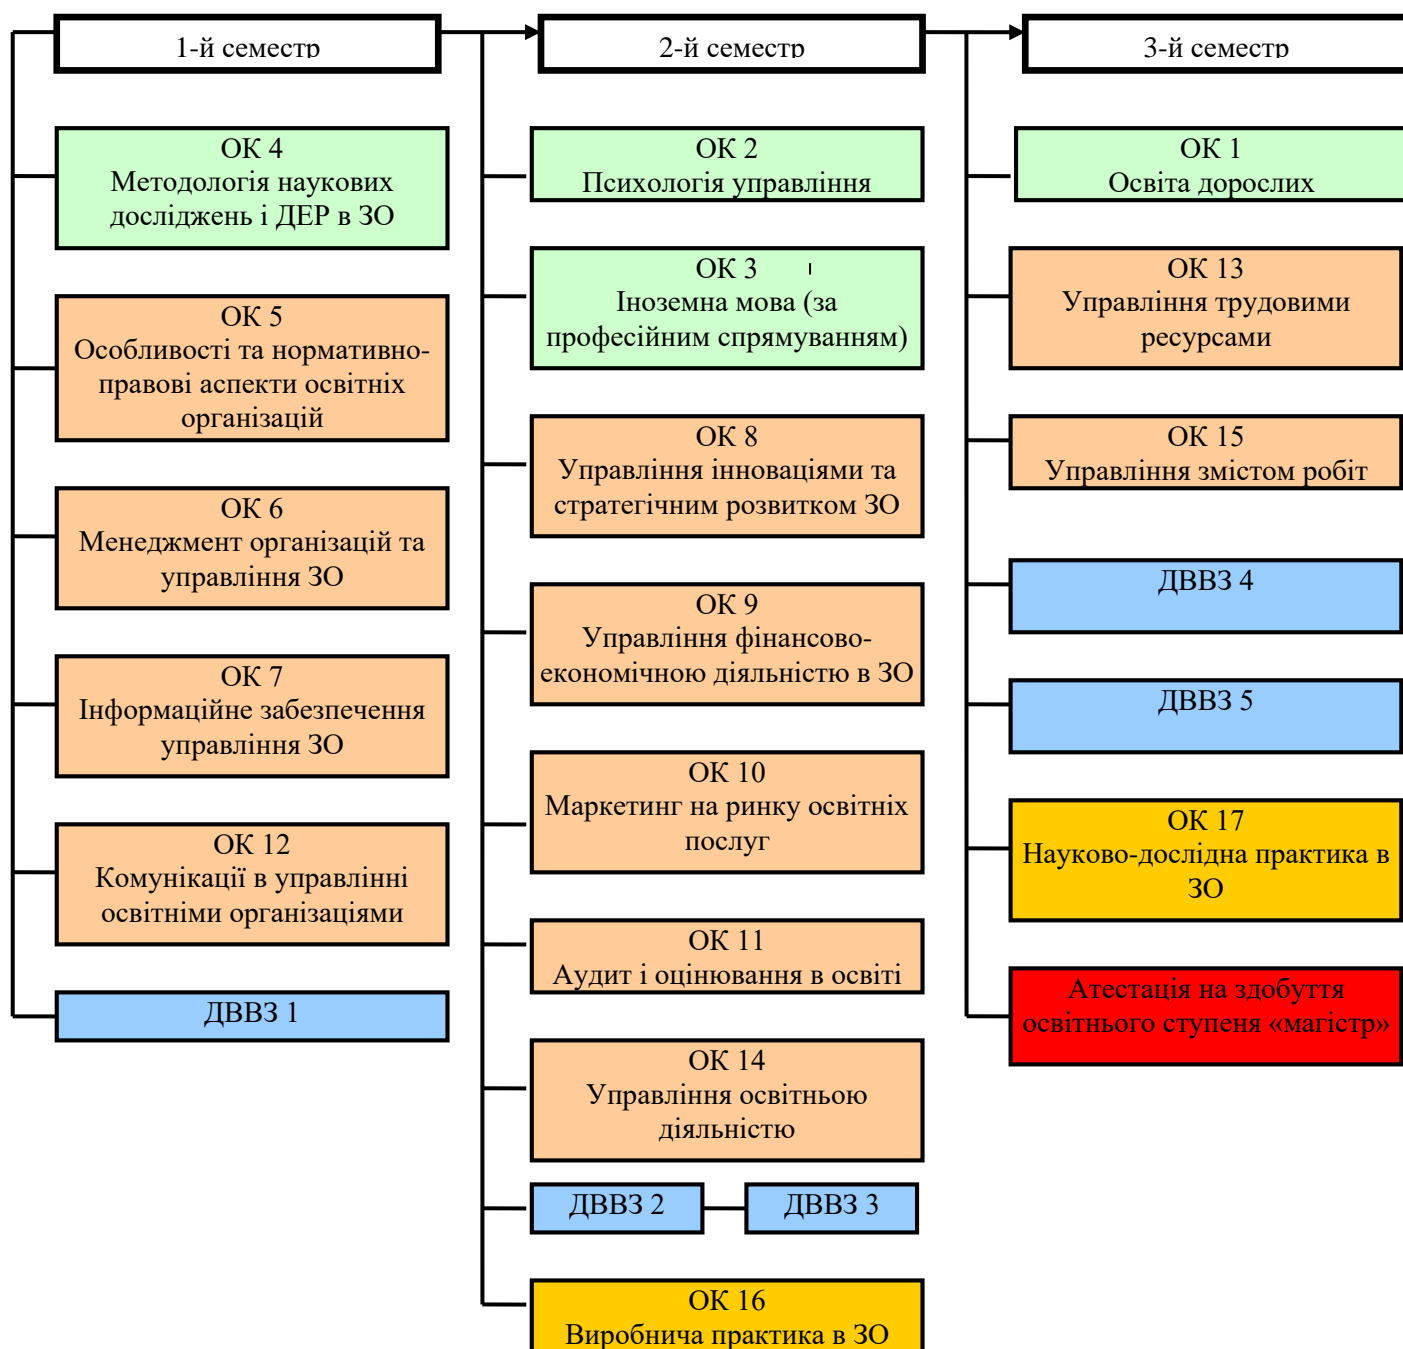 1-й семестр
2-й семестр
3-й семестр
ОК 4
Методологія наукових
досліджень і ДЕР в ЗО
ОК 5
Особливості та нормативно-
правові аспекти освітніх
організацій
ОК 6
Менеджмент організацій та
управління ЗО
ОК 7
Інформаційне забезпечення
управління ЗО
ОК 12
Комунікації в управлінні
освітніми організаціями
ДВВЗ 1
ОК 2
Психологія управління
ОК 3
Іноземна мова (за
професійним спрямуванням)
ОК 8
Управління інноваціями та
стратегічним розвитком ЗО
ОК 9
Управління фінансово-
економічною діяльністю в ЗО
ОК 10
Маркетинг на ринку освітніх
послуг
ОК 11
Аудит і оцінювання в освіті
ОК 14
Управління освітньою
діяльністю
ДВВЗ 2
ДВВЗ 3
ОК 16
Виробнича практика в ЗО
ОК 1
Освіта дорослих
ОК 13
Управління трудовими
ресурсами
ОК 15
Управління змістом робіт
ДВВЗ 4
ДВВЗ 5
ОК 17
Науково-дослідна практика в
ЗО
Атестація на здобуття
освітнього ступеня «магістр»